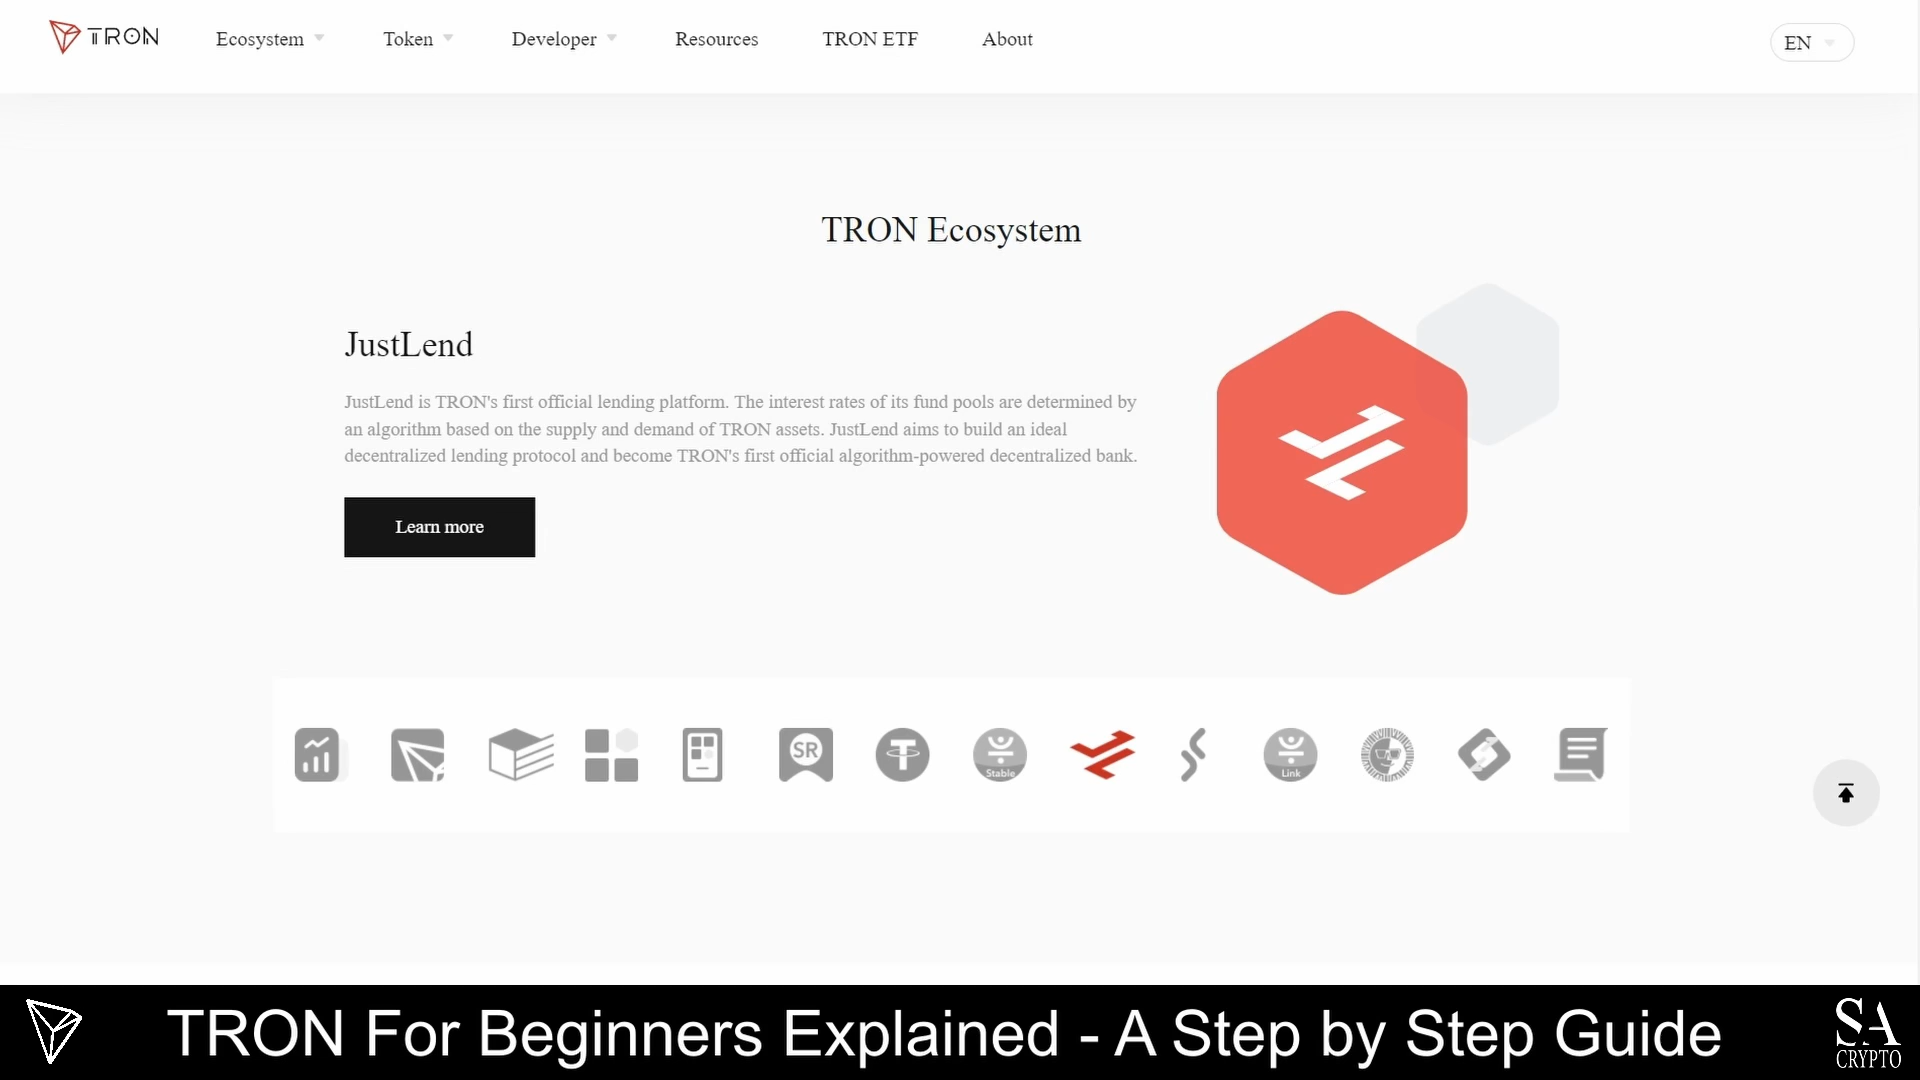 TRON
Ecosystem
Token
Developer
Resources
TRON ETF
About
EN
TRON Ecosystem
JustLend
JustLend is TRON's first official lending platform. The interest rates of its fund pools are determined by
an algorithm based on the supply and demand of TRON assets. JustLend aims to build an ideal
decentralized lending protocol and become TRON's first official algorithm-powered decentralized bank.
Learn more
SR
T
Stable
Link
TRON For Beginners Explained - A Step by Step Guide
SA
CRYPTO